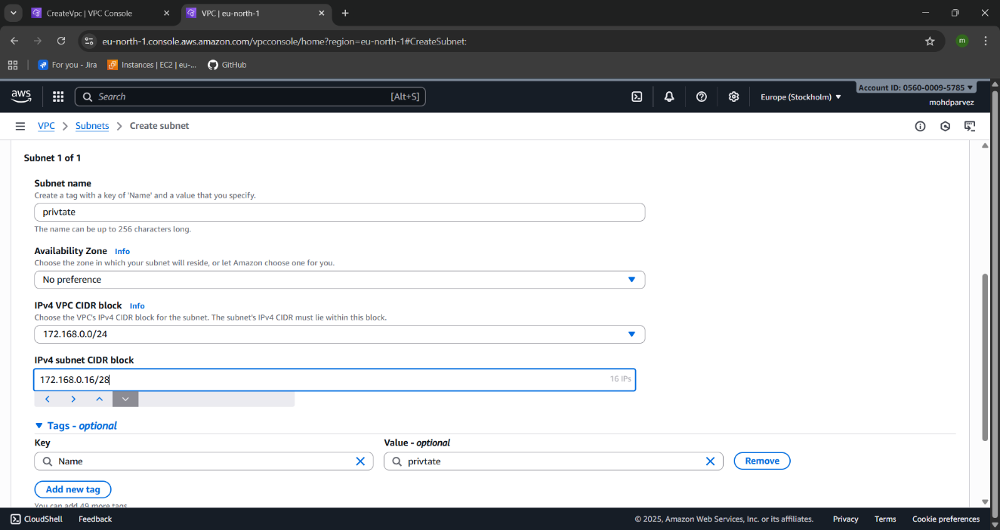 CreateVpc | VPC Console
VPC | eu-north-1
eu-north-1.console.aws.amazon.com/vpcconsole/home?region=eu-north-1#CreateSubnet:
m
For you - Jira
Instances | EC2 | eu-...
GitHub
aws
Search
[Alt+S]
Europe (Stockholm)
Account ID: 0560-0009-5785
mohdparvez
VPC
Subnets
Create subnet
Subnet 1 of 1
Subnet name
Create a tag with a key of 'Name' and a value that you specify.
privtate
The name can be up to 256 characters long.
Availability Zone Info
Choose the zone in which your subnet will reside, or let Amazon choose one for you.
No preference
IPv4 VPC CIDR block Info
Choose the VPC's IPv4 CIDR block for the subnet. The subnet's IPv4 CIDR must lie within this block.
172.168.0.0/24
IPv4 subnet CIDR block
172.168.0.16/28
16 IPs
Tags - optional
Key
Value - optional
Name
privtate
Remove
Add new tag
You can add 49 more tags
CloudShell
Feedback
© 2025, Amazon Web Services, Inc. or its affiliates.
Privacy
Terms
Cookie preferences